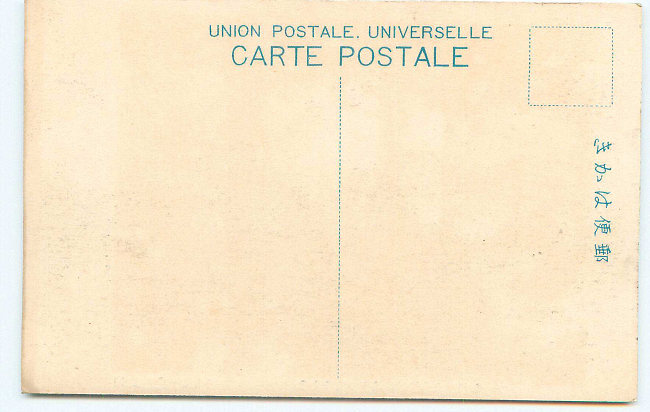 UNION POSTALE. UNIVERSELLE
CARTE POSTALE
郵便はかき